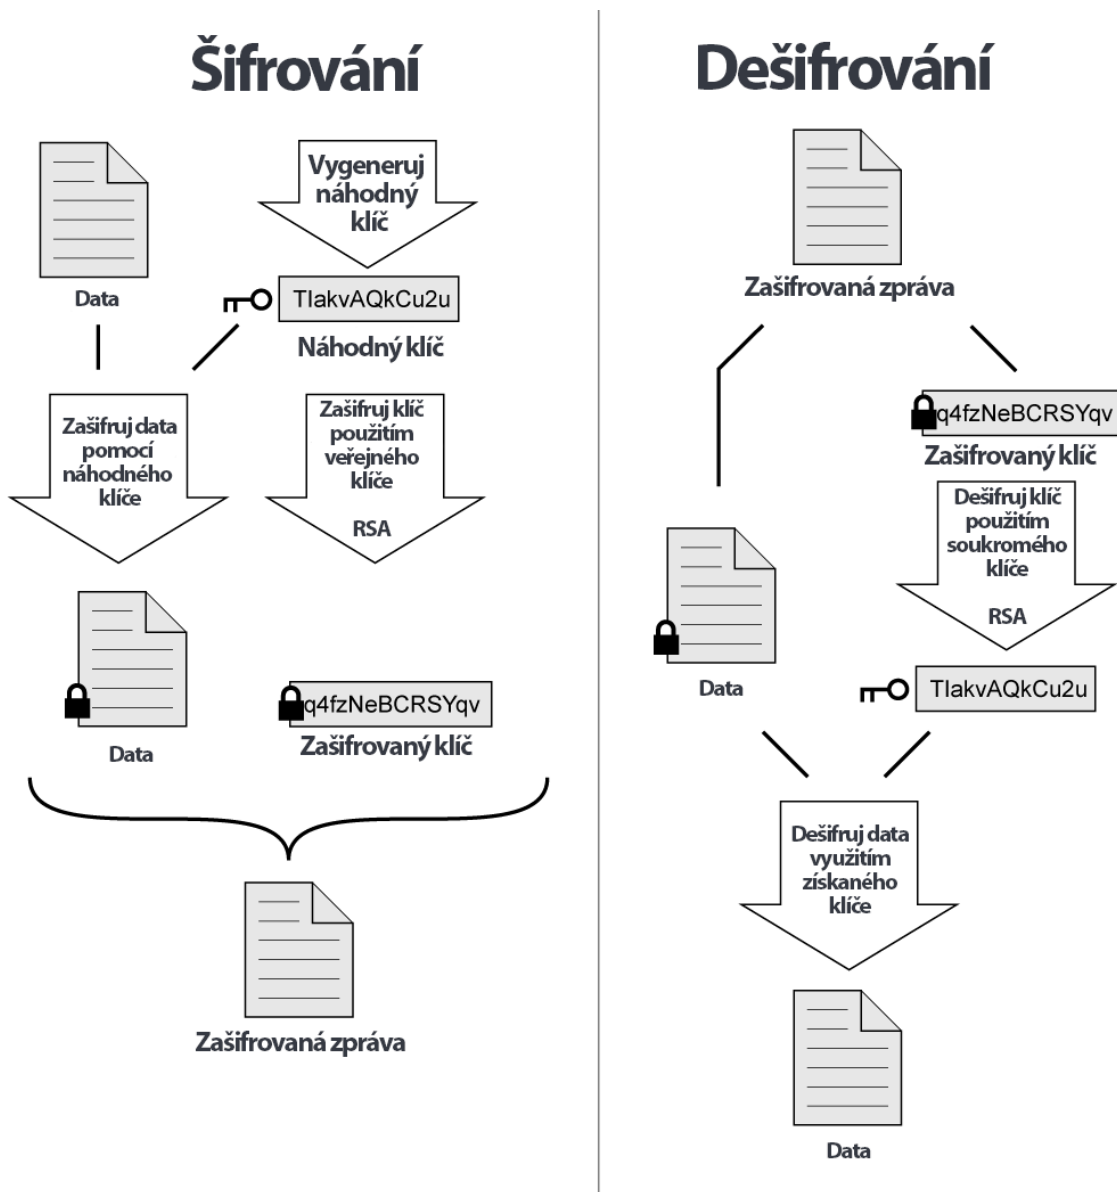 Šifrování
Vygeneruj
náhodný
klíč
Data
TIakvAQkCu2u
Náhodný klíč
Zašifruj data
pomocí
náhodného
klíče
Zašifruj klíč
použitím
veřejného
klíče
RSA
Data
q4fzNeBCRSYqv
Zašifrovaný klíč
Zašifrovaná zpráva
Dešifrování
Zašifrovaná zpráva
q4fzNeBCRSYqv
Zašifrovaný klíč
Dešifruj klíč
použitím
soukromého
klíče
RSA
Data
TIakvAQkCu2u
Dešifruj data
využitím
získaného
klíče
Data